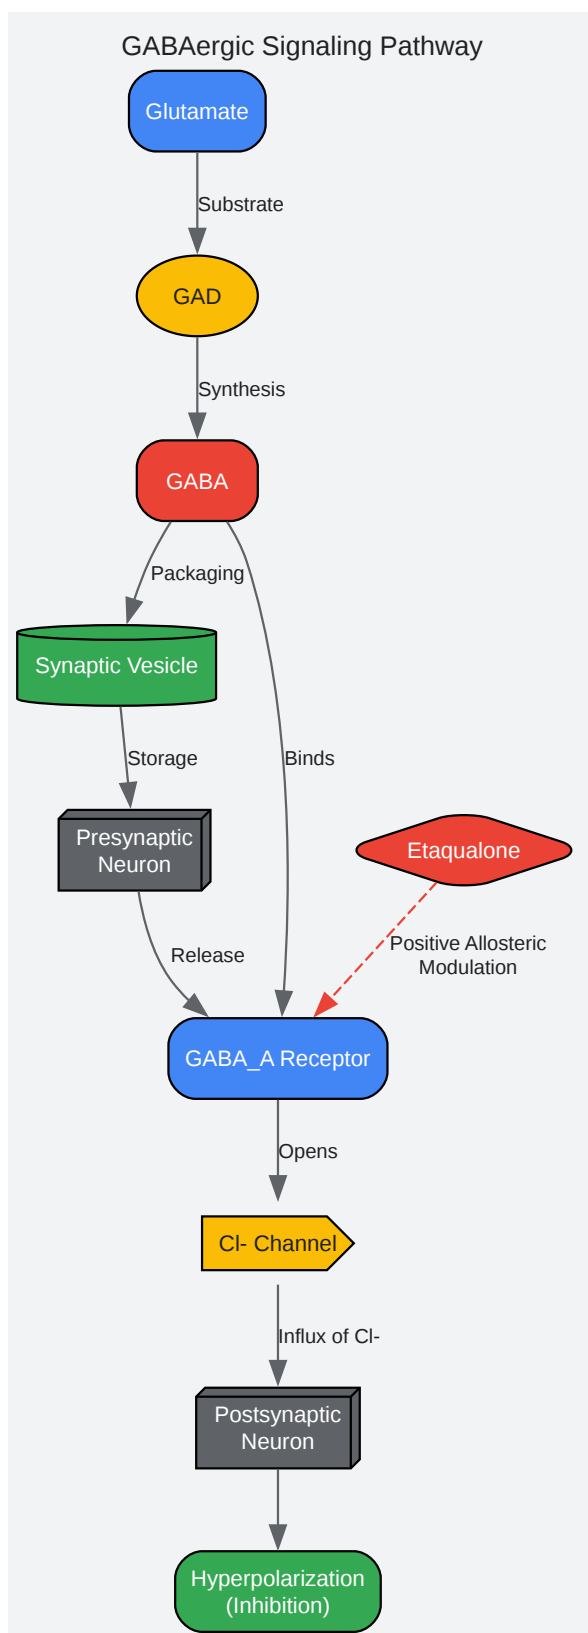 GABAergic Signaling Pathway
Glutamate
Substrate
GAD
Synthesis
GABA
Packaging
Synaptic Vesicle
Storage
Binds
Presynaptic
Neuron
Etaqualone
Release
Positive Allosteric
Modulation
GABA_A Receptor
Opens
Cl- Channel
Influx of Cl-
Postsynaptic
Neuron
Hyperpolarization
(Inhibition)